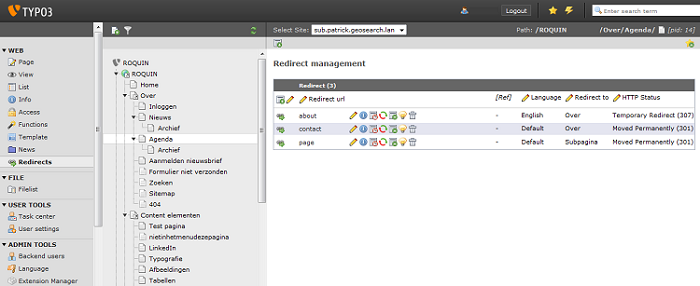 TYPO3
Logout
Enter search term
Select Site: sub.patrick.geosearch.lan
Path: /ROQUIN /Over/Agenda/ [pid: 14]
WEB
Page
View
List
Info
Access
Functions
Template
News
Redirects
FILE
Filelist
USER TOOLS
Task center
User settings
ADMIN TOOLS
Backend users
Language
Extension Manager
ROQUIN
ROQUIN
Home
Over
Inloggen
Nieuws
Archief
Agenda
Archief
Aanmelden nieuwsbrief
Formulier niet verzonden
Zoeken
Sitemap
404
Content elementen
Test pagina
nietinhetmenudezepagina
LinkedIn
Typografie
Afbeeldingen
Tabellen
Redirect management
Redirect (3)
Redirect url [Ref] Language Redirect to HTTP Status
about - English Over Temporary Redirect (307)
contact - Default Over Moved Permanently (301)
page - Default Subpagina Moved Permanently (301)